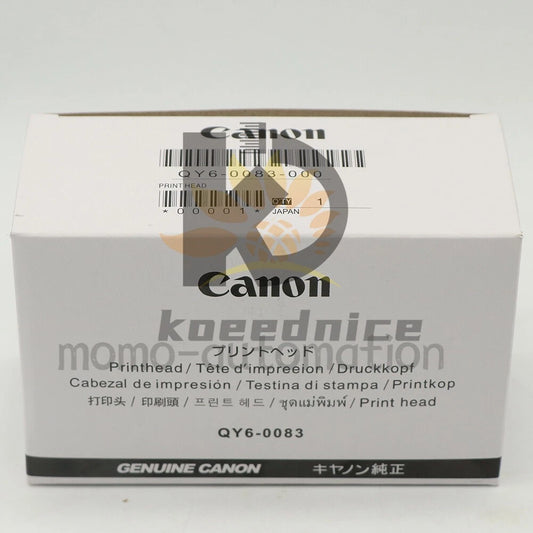 Canon
QY6-0083-000
PRINT HEAD
*00001*
QTY 1
JAPAN
Canon
koeednice
momo-automation
プリントヘッド
Printhead / Tête d'impreeion / Druckkopf
Cabezal de impresión / Testina di stampa / Printkop
打印头 / 印刷頭 / 프린트 헤드 / ชุดแม่พิมพ์ / Print head
QY6-0083
GENUINE CANON キヤノン純正